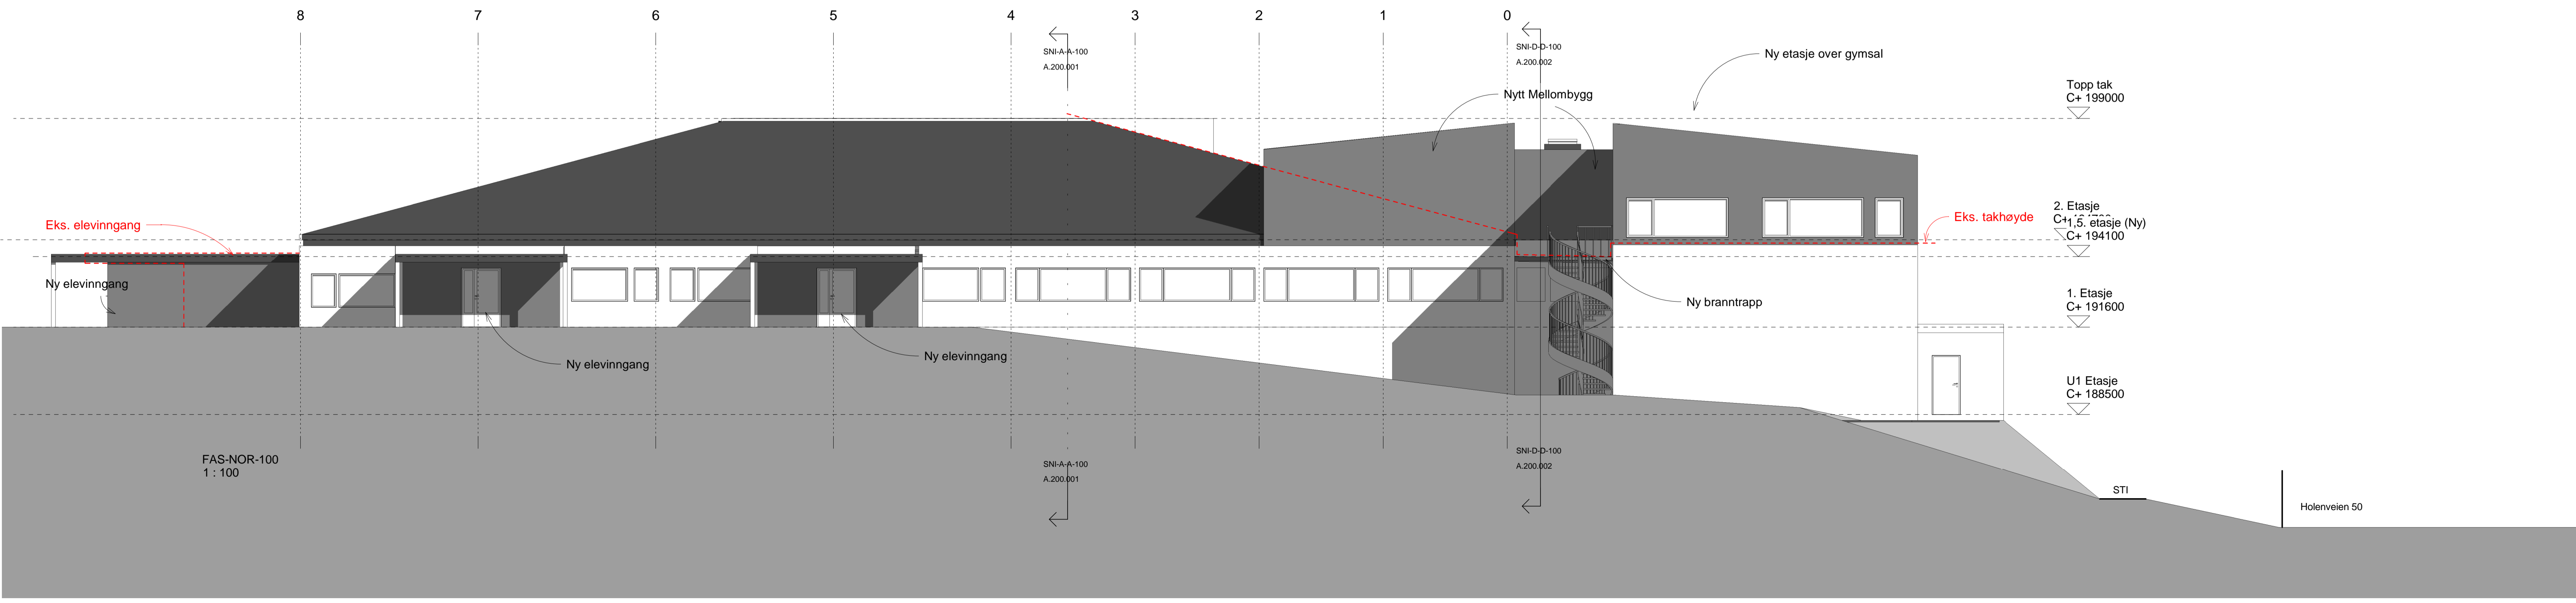 8 7 6 5 4 3 2 1 0
SNI-A-A-100
A.200.001
SNI-D-D-100
A.200.002
Ny etasje over gymsal
Nytt Mellombygg
Topp tak
C+ 199000
2. Etasje
1,5. etasje (Ny)
C+ 194100
Eks. takhøyde
Eks. elevinngang
Ny elevinngang
1. Etasje
C+ 191600
Ny branntrapp
Ny elevinngang
Ny elevinngang
U1 Etasje
C+ 188500
FAS-NOR-100
1 : 100
SNI-A-A-100
A.200.001
SNI-D-D-100
A.200.002
STI
Holenveien 50